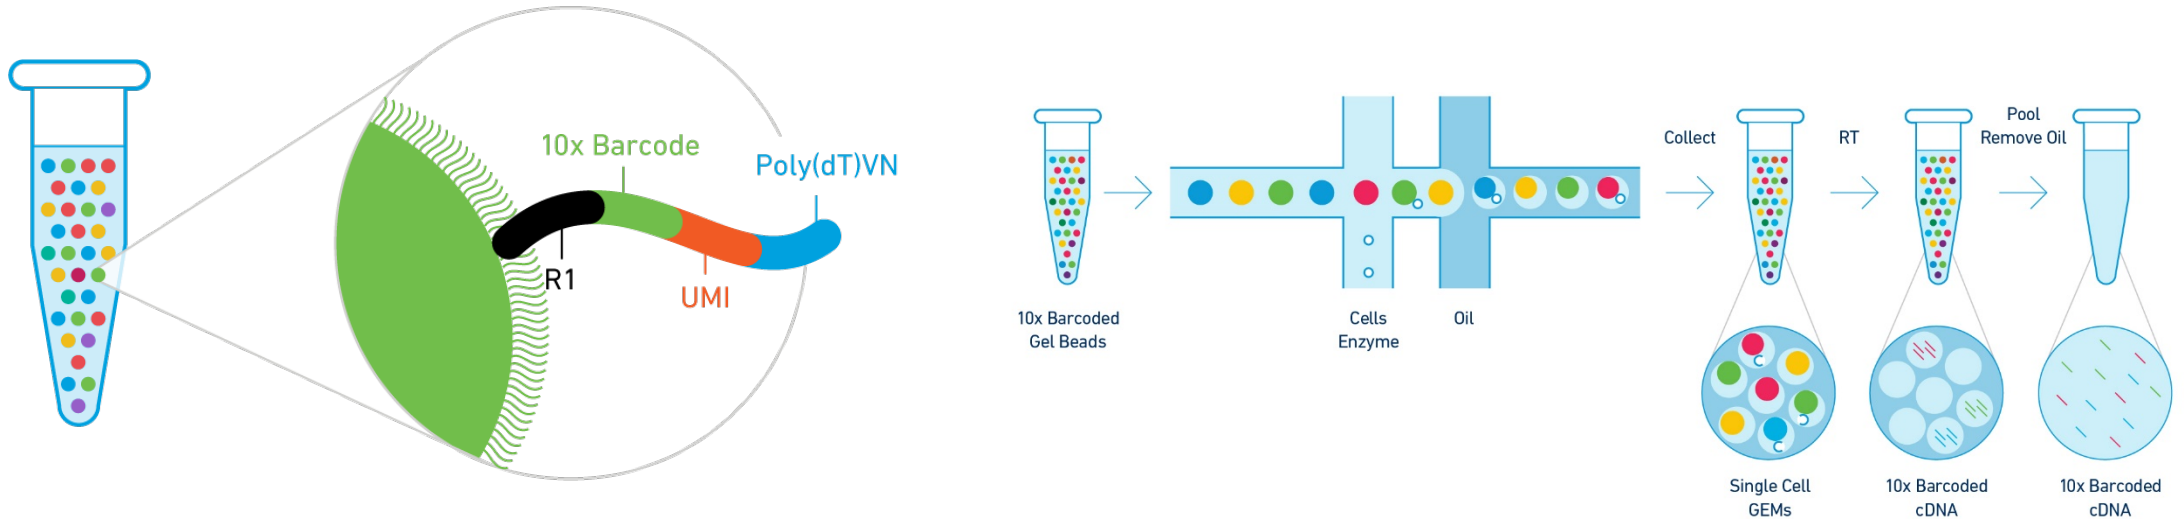 10x Barcode
Poly(dT)VN
R1
UMI
10x Barcoded
Gel Beads
Cells
Enzyme
Oil
Collect
RT
Pool
Remove Oil
Single Cell
GEMs
10x Barcoded
cDNA
10x Barcoded
cDNA